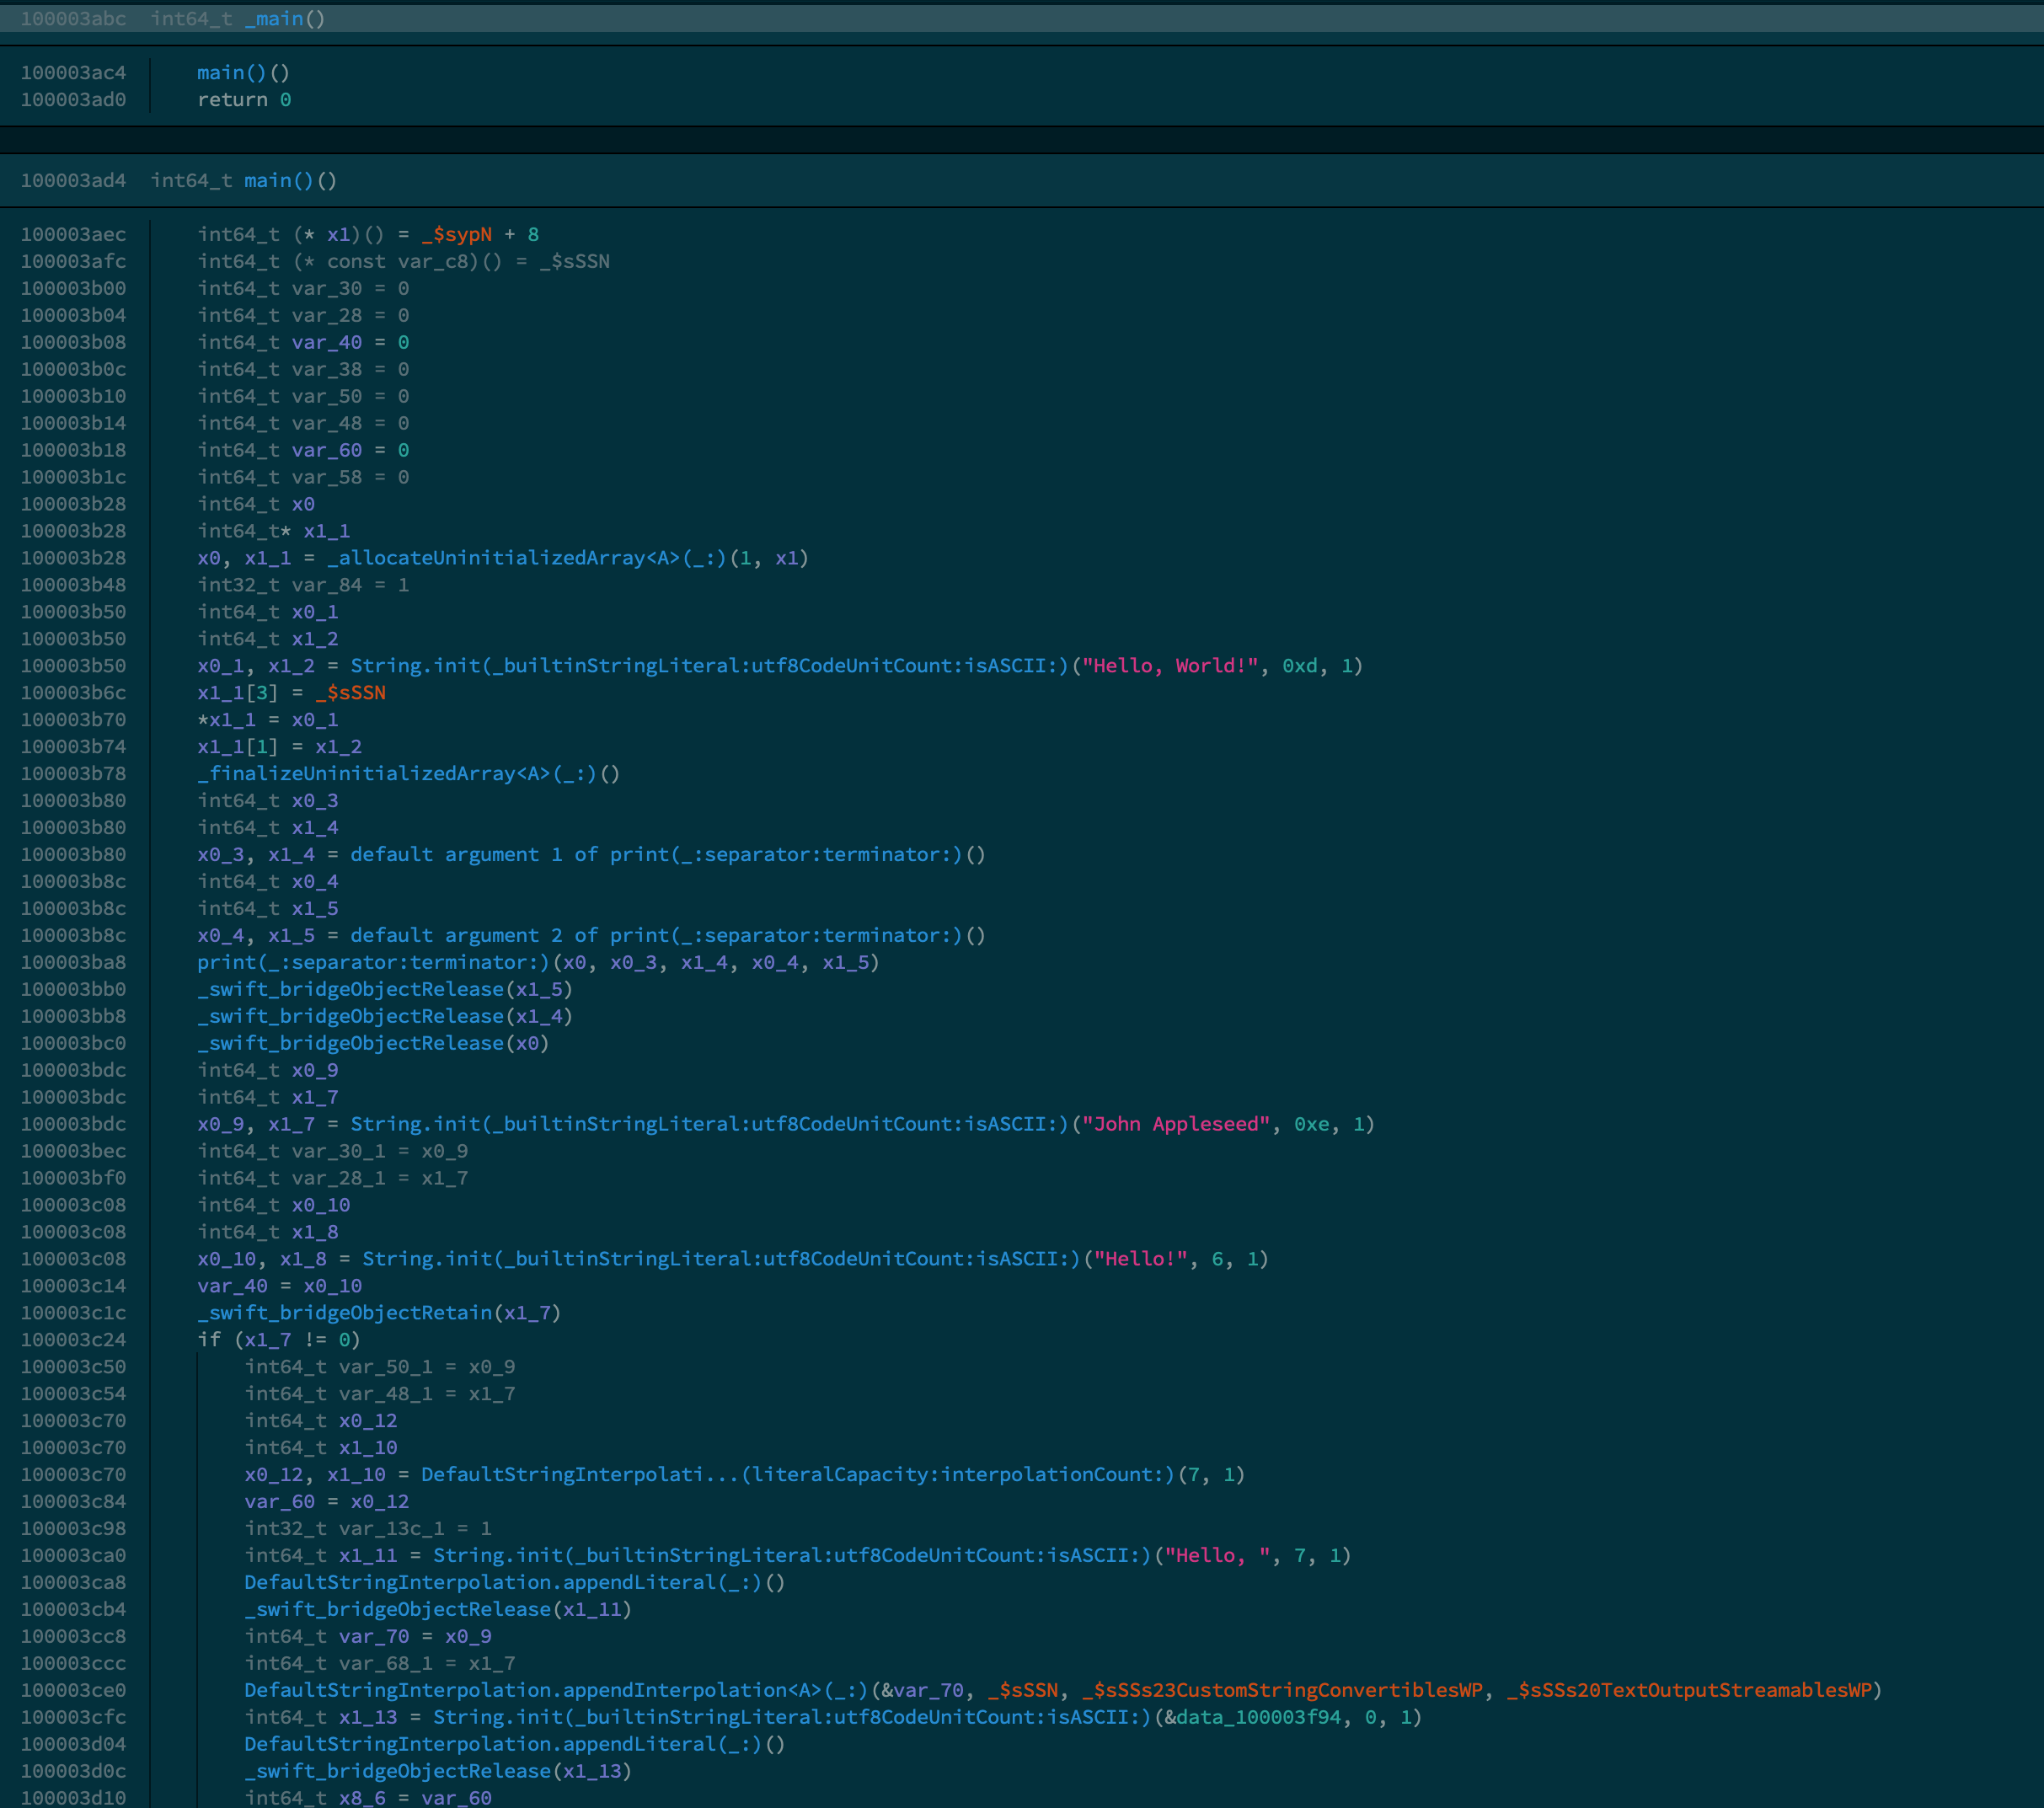 100003abc  int64_t _main()
100003ac4      main()()
100003ad0      return 0
100003ad4  int64_t main()()
100003aec      int64_t (* x1)() = _$sypN + 8
100003afc      int64_t (* const var_c8)() = _$sSSN
100003b00      int64_t var_30 = 0
100003b04      int64_t var_28 = 0
100003b08      int64_t var_40 = 0
100003b0c      int64_t var_38 = 0
100003b10      int64_t var_50 = 0
100003b14      int64_t var_48 = 0
100003b18      int64_t var_60 = 0
100003b1c      int64_t var_58 = 0
100003b28      int64_t x0
100003b28      int64_t* x1_1
100003b28      x0, x1_1 = _allocateUninitializedArray<A>(_:)(1, x1)
100003b48      int32_t var_84 = 1
100003b50      int64_t x0_1
100003b50      int64_t x1_2
100003b50      x0_1, x1_2 = String.init(_builtinStringLiteral:utf8CodeUnitCount:isASCII:)("Hello, World!", 0xd, 1)
100003b6c      x1_1[3] = _$sSSN
100003b70      *x1_1 = x0_1
100003b74      x1_1[1] = x1_2
100003b78      _finalizeUninitializedArray<A>(_:)()
100003b80      int64_t x0_3
100003b80      int64_t x1_4
100003b80      x0_3, x1_4 = default argument 1 of print(_:separator:terminator:)()
100003b8c      int64_t x0_4
100003b8c      int64_t x1_5
100003b8c      x0_4, x1_5 = default argument 2 of print(_:separator:terminator:)()
100003ba8      print(_:separator:terminator:)(x0, x0_3, x1_4, x0_4, x1_5)
100003bb0      _swift_bridgeObjectRelease(x1_5)
100003bb8      _swift_bridgeObjectRelease(x1_4)
100003bc0      _swift_bridgeObjectRelease(x0)
100003bdc      int64_t x0_9
100003bdc      int64_t x1_7
100003bdc      x0_9, x1_7 = String.init(_builtinStringLiteral:utf8CodeUnitCount:isASCII:)("John Appleseed", 0xe, 1)
100003bec      int64_t var_30_1 = x0_9
100003bf0      int64_t var_28_1 = x1_7
100003c08      int64_t x0_10
100003c08      int64_t x1_8
100003c08      x0_10, x1_8 = String.init(_builtinStringLiteral:utf8CodeUnitCount:isASCII:)("Hello!", 6, 1)
100003c14      var_40 = x0_10
100003c1c      _swift_bridgeObjectRetain(x1_7)
100003c24      if (x1_7 != 0)
100003c50          int64_t var_50_1 = x0_9
100003c54          int64_t var_48_1 = x1_7
100003c70          int64_t x0_12
100003c70          int64_t x1_10
100003c70          x0_12, x1_10 = DefaultStringInterpolati...(literalCapacity:interpolationCount:)(7, 1)
100003c84          var_60 = x0_12
100003c98          int32_t var_13c_1 = 1
100003ca0          int64_t x1_11 = String.init(_builtinStringLiteral:utf8CodeUnitCount:isASCII:)("Hello, ", 7, 1)
100003ca8          DefaultStringInterpolation.appendLiteral(_:)()
100003cb4          _swift_bridgeObjectRelease(x1_11)
100003cc8          int64_t var_70 = x0_9
100003ccc          int64_t var_68_1 = x1_7
100003ce0          DefaultStringInterpolation.appendInterpolation<A>(_:)(&var_70, _$sSSN, _$sSSs23CustomStringConvertiblesWP, _$sSSs20TextOutputStreamablesWP)
100003cfc          int64_t x1_13 = String.init(_builtinStringLiteral:utf8CodeUnitCount:isASCII:)(&data_100003f94, 0, 1)
100003d04          DefaultStringInterpolation.appendLiteral(_:)()
100003d0c          _swift_bridgeObjectRelease(x1_13)
100003d10          int64_t x8_6 = var_60